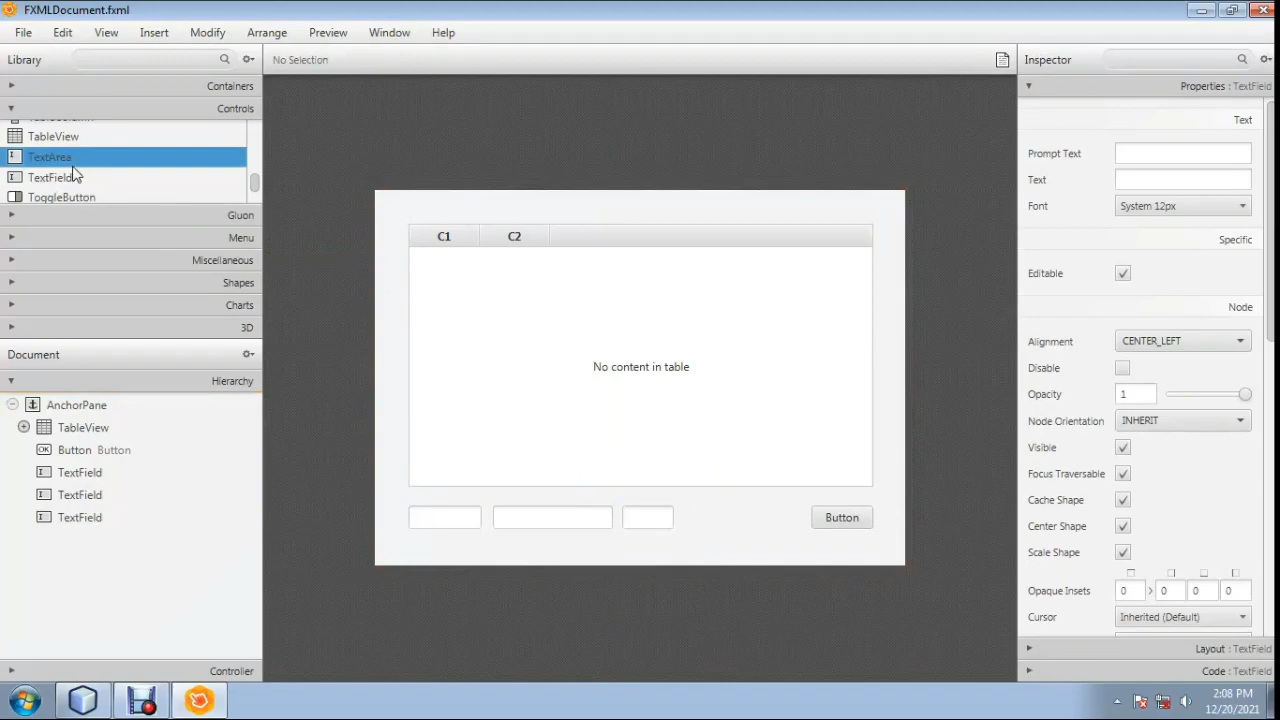 FXMLDocument.fxml
File Edit View Insert Modify Arrange Preview Window Help
Library
No Selection
Inspector
Containers
Properties : TextField
Controls
Text
TableView
Prompt Text
TextArea
TextField
Text
ToggleButton
Font System 12px
Gluon
Menu
Specific
Miscellaneous
Editable
Shapes
Charts
Node
3D
Alignment CENTER_LEFT
Document
Disable
Hierarchy
Opacity 1
AnchorPane
Node Orientation INHERIT
TableView
Visible
Button Button
Focus Traversable
TextField
Cache Shape
TextField
Center Shape
TextField
Scale Shape
C1 C2
No content in table
Button
Opaque Insets 0 0 0 0
Cursor Inherited (Default)
Layout : TextField
Controller
Code : TextField
2:08 PM
12/20/2021